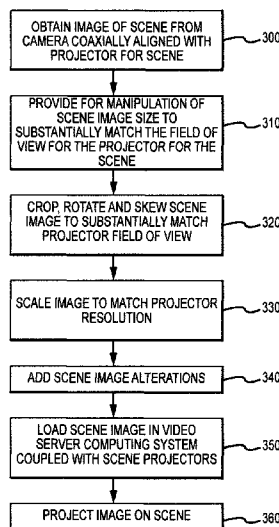 OBTAIN IMAGE OF SCENE FROM
CAMERA COAXIALLY ALIGNED WITH
PROJECTOR FOR SCENE
300
PROVIDE FOR MANIPULATION OF
SCENE IMAGE SIZE TO
SUBSTANTIALLY MATCH THE FIELD OF
VIEW FOR THE PROJECTOR FOR THE
SCENE
310
CROP, ROTATE AND SKEW SCENE
IMAGE TO SUBSTANTIALLY MATCH
PROJECTOR FIELD OF VIEW
320
SCALE IMAGE TO MATCH PROJECTOR
RESOLUTION
330
ADD SCENE IMAGE ALTERATIONS
340
LOAD SCENE IMAGE IN VIDEO
SERVER COMPUTING SYSTEM
COUPLED WITH SCENE PROJECTORS
350
PROJECT IMAGE ON SCENE
360